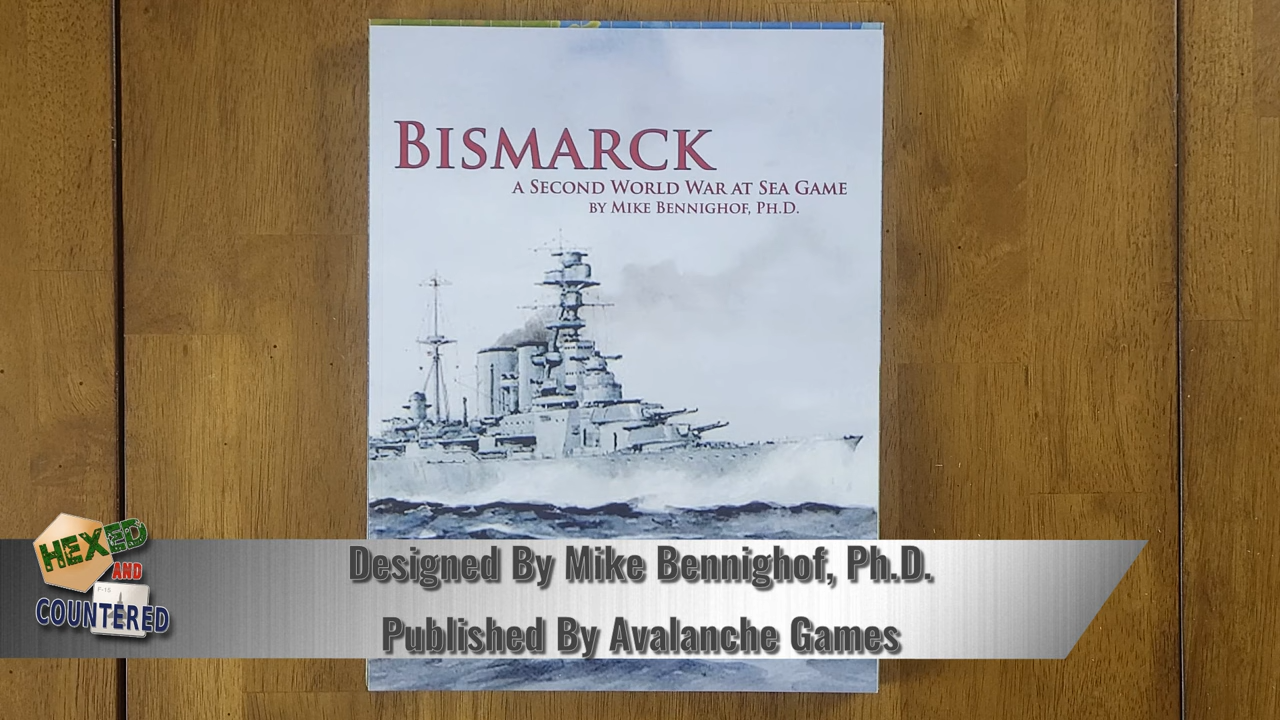 BISMARCK
A SECOND WORLD WAR AT SEA GAME
BY MIKE BENNIGHOF, PH.D.
HEXED
AND
F-15
COUNTERED
Designed By Mike Bennighof, Ph.D.
Published By Avalanche Games